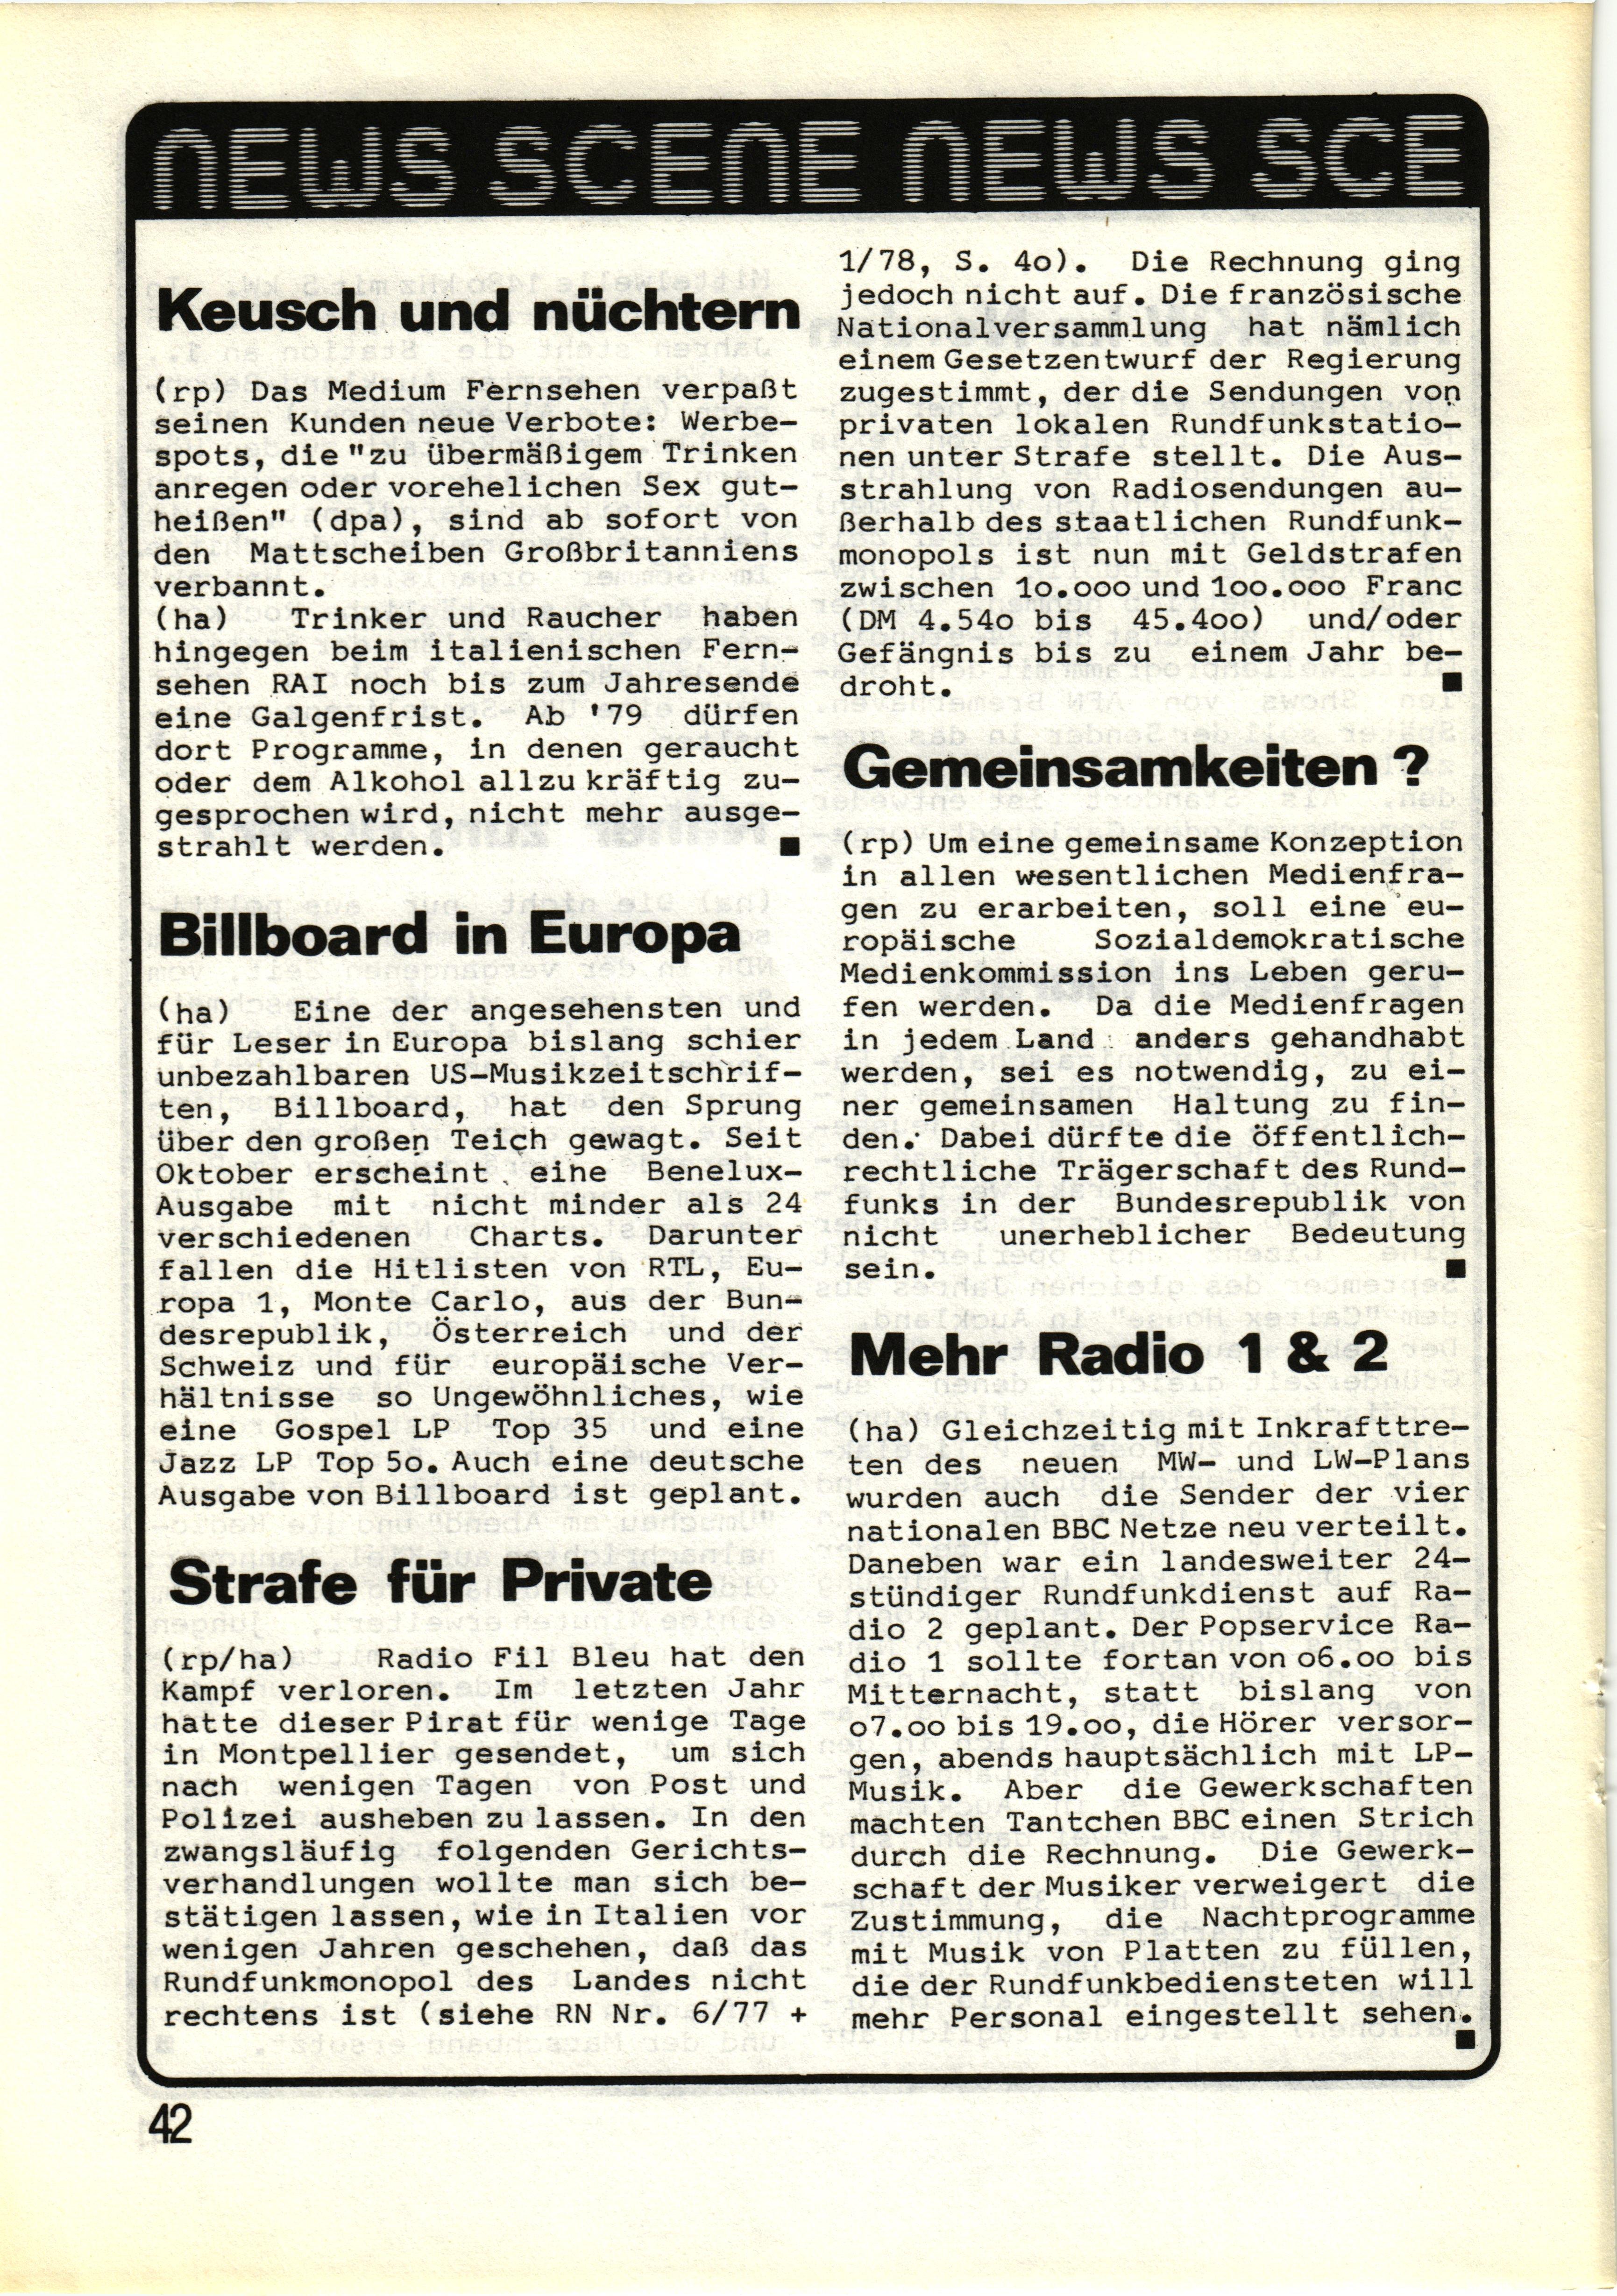 NEWS SCENE NEWS SCE
Keusch und nüchtern
(rp) Das Medium Fernsehen verpaßt
seinen Kunden neue Verbote: Werbe-
spots, die "zu übermäßigem Trinken
anregen oder vorehelichen Sex gut-
heißen" (dpa), sind ab sofort von
den Mattscheiben Großbritanniens
verbannt.
(ha) Trinker und Raucher haben
hingegen beim italienischen Fern-
sehen RAI noch bis zum Jahresende
eine Galgenfrist. Ab '79 dürfen
dort Programme, in denen geraucht
oder dem Alkohol allzu kräftig zu-
gesprochen wird, nicht mehr ausge-
strahlt werden. ■
Billboard in Europa
(ha) Eine der angesehensten und
für Leser in Europa bislang schier
unbezahlbaren US-Musikzeitschrif-
ten, Billboard, hat den Sprung
über den großen Teich gewagt. Seit
Oktober erscheint eine Benelux-
Ausgabe mit nicht minder als 24
verschiedenen Charts. Darunter
fallen die Hitlisten von RTL, Eu-
ropa 1, Monte Carlo, aus der Bun-
desrepublik, Österreich und der
Schweiz und für europäische Ver-
hältnisse so Ungewöhnliches, wie
eine Gospel LP Top 35 und eine
Jazz LP Top 5o. Auch eine deutsche
Ausgabe von Billboard ist geplant.
Strafe für Private
(rp/ha) Radio Fil Bleu hat den
Kampf verloren. Im letzten Jahr
hatte dieser Pirat für wenige Tage
in Montpellier gesendet, um sich
nach wenigen Tagen von Post und
Polizei ausheben zu lassen. In den
zwangsläufig folgenden Gerichts-
verhandlungen wollte man sich be-
stätigen lassen, wie in Italien vor
wenigen Jahren geschehen, daß das
Rundfunkmonopol des Landes nicht
rechtens ist (siehe RN Nr. 6/77 +
1/78, S. 4o). Die Rechnung ging
jedoch nicht auf. Die französische
Nationalversammlung hat nämlich
einem Gesetzentwurf der Regierung
zugestimmt, der die Sendungen von
privaten lokalen Rundfunkstatio-
nen unter Strafe stellt. Die Aus-
strahlung von Radiosendungen au-
ßerhalb des staatlichen Rundfunk-
monopols ist nun mit Geldstrafen
zwischen 1o.ooo und 1oo.ooo Franc
(DM 4.54o bis 45.4oo) und/oder
Gefängnis bis zu einem Jahr be-
droht. ■
Gemeinsamkeiten ?
(rp) Um eine gemeinsame Konzeption
in allen wesentlichen Medienfra-
gen zu erarbeiten, soll eine eu-
ropäische Sozialdemokratische
Medienkommission ins Leben geru-
fen werden. Da die Medienfragen
in jedem Land anders gehandhabt
werden, sei es notwendig, zu ei-
ner gemeinsamen Haltung zu fin-
den. Dabei dürfte die öffentlich-
rechtliche Trägerschaft des Rund-
funks in der Bundesrepublik von
nicht unerheblicher Bedeutung
sein. ■
Mehr Radio 1 & 2
(ha) Gleichzeitig mit Inkrafttre-
ten des neuen MW- und LW-Plans
wurden auch die Sender der vier
nationalen BBC Netze neu verteilt.
Daneben war ein landesweiter 24-
stündiger Rundfunkdienst auf Ra-
dio 2 geplant. Der Popservice Ra-
dio 1 sollte fortan von o6.oo bis
Mitternacht, statt bislang von
o7.oo bis 19.oo, die Hörer versor-
gen, abends hauptsächlich mit LP-
Musik. Aber die Gewerkschaften
machten Tantchen BBC einen Strich
durch die Rechnung. Die Gewerk-
schaft der Musiker verweigert die
Zustimmung, die Nachtprogramme
mit Musik von Platten zu füllen,
die der Rundfunkbediensteten will
mehr Personal eingestellt sehen.
■
42